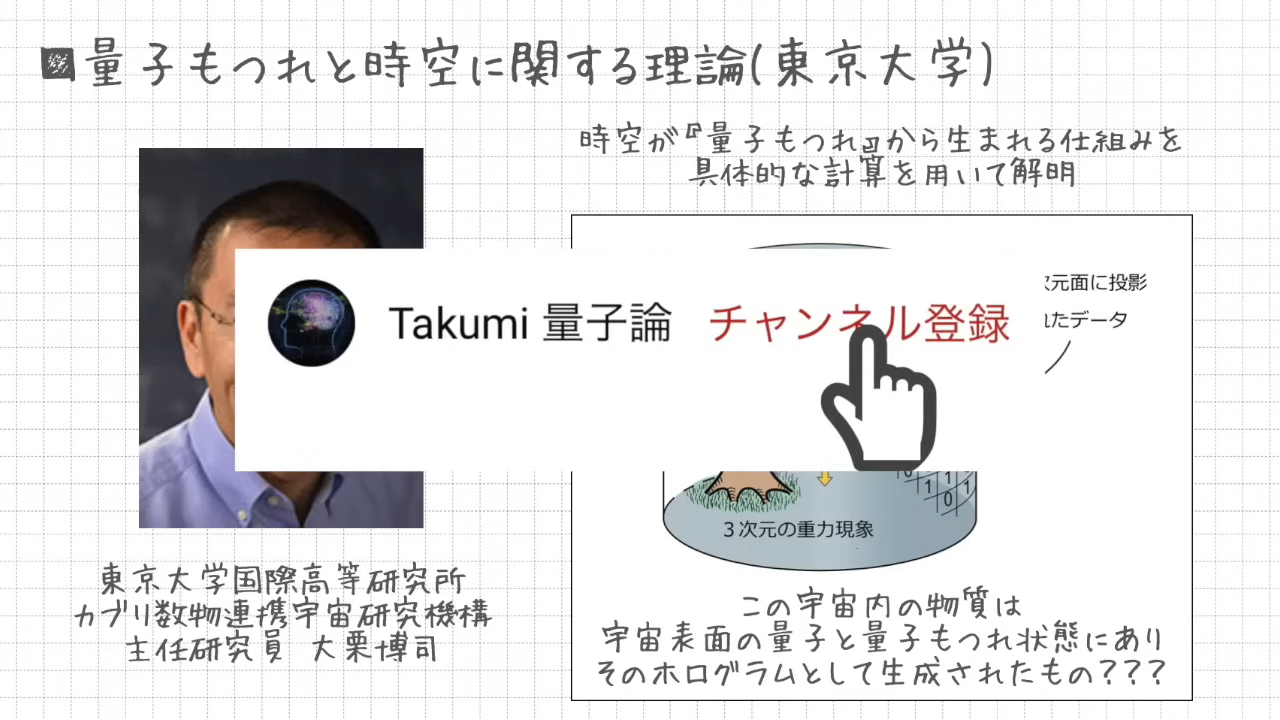 量子もつれと時空に関する理論(東京大学)
時空が『量子もつれ』から生まれる仕組みを
具体的な計算を用いて解明
次元面に投影
れたデータ
Takumi 量子論 チャンネル登録
0 1 1
1 1
0
3次元の重力現象
東京大学国際高等研究所
カブリ数物連携宇宙研究機構
主任研究員 大栗博司
この宇宙内の物質は
宇宙表面の量子と量子もつれ状態にあり
そのホログラムとして生成されたもの???